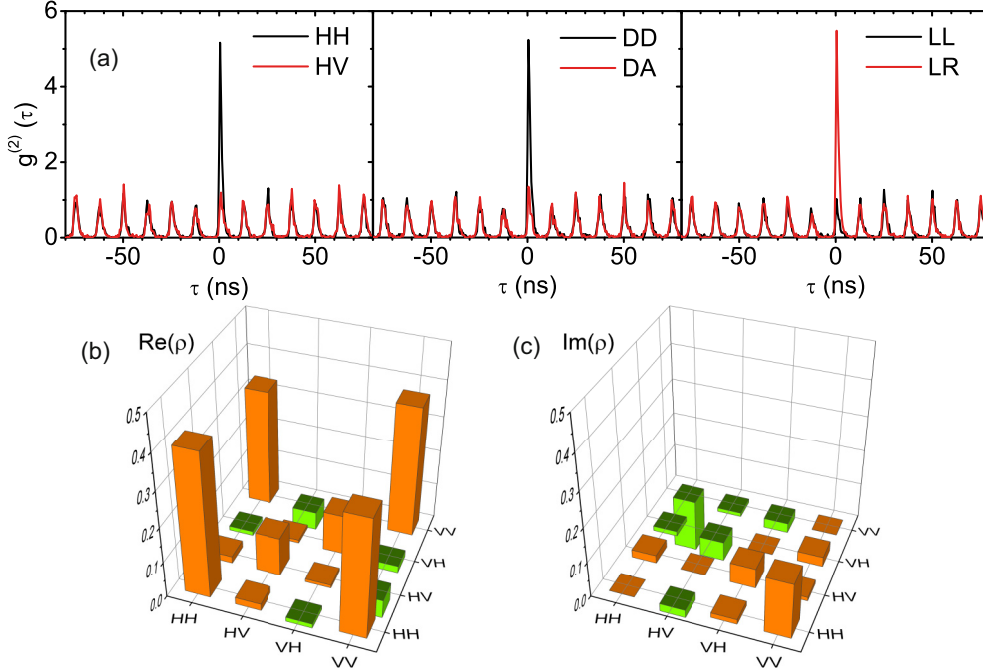 (a)
HH
HV
DD
DA
LL
LR
g(2) (τ)
6
4
2
0
-50 0 50
-50 0 50
-50 0 50
τ (ns)
τ (ns)
τ (ns)
(b) Re(ρ)
0.5
0.4
0.3
0.2
0.1
0.0
HH
HV
VH
VV
HH
HV
VH
VV
(c) Im(ρ)
0.5
0.4
0.3
0.2
0.1
0.0
HH
HV
VH
VV
HH
HV
VH
VV